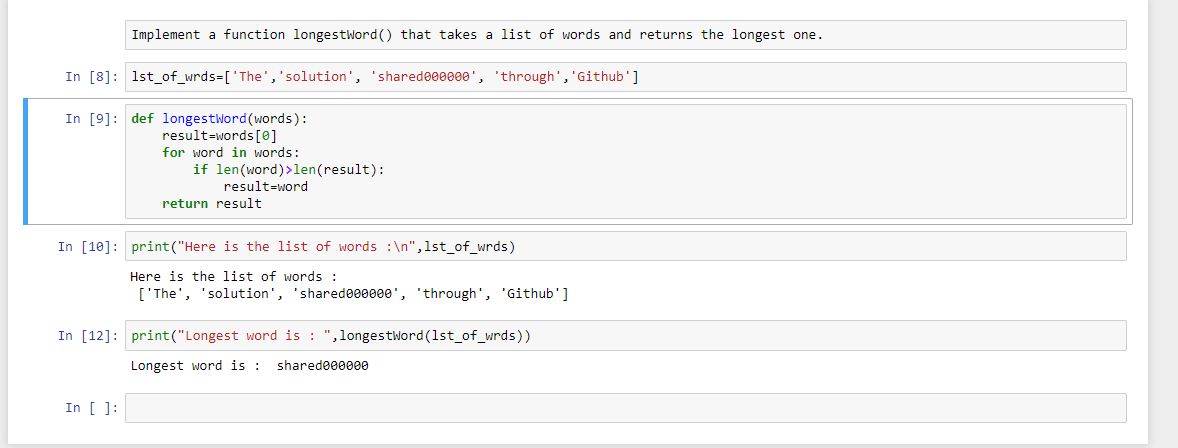 Implement a function longestWord() that takes a list of words and returns the longest one.
In [8]: lst_of_wrds=['The','solution', 'shared000000', 'through','Github']
In [9]: def longestWord(words):
    result=words[0]
    for word in words:
        if len(word)>len(result):
            result=word
    return result
In [10]: print("Here is the list of words :\n",lst_of_wrds)
Here is the list of words :
 ['The', 'solution', 'shared000000', 'through', 'Github']
In [12]: print("Longest word is : ",longestWord(lst_of_wrds))
Longest word is :  shared000000
In [ ]: